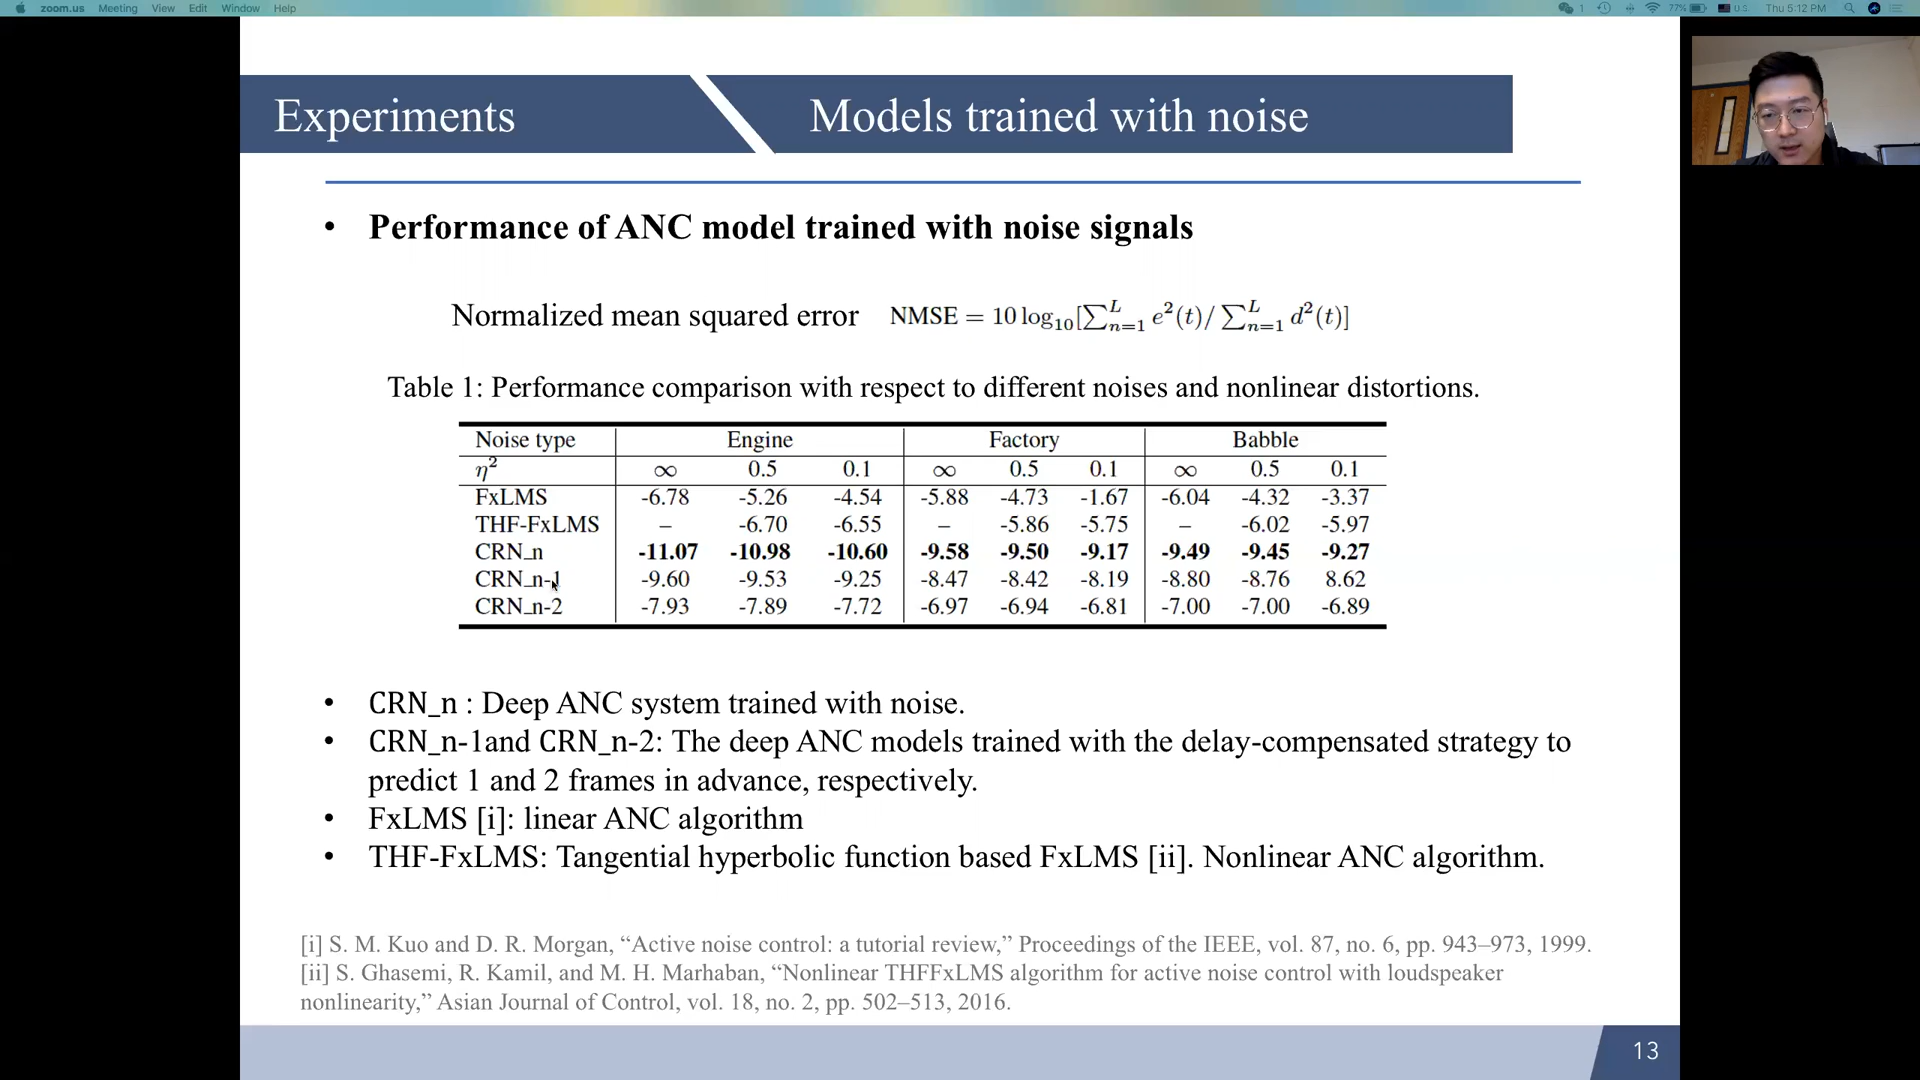 zoom.us Meeting View Edit Window Help
1 77% U.S. Thu 5:12 PM
Experiments Models trained with noise
• Performance of ANC model trained with noise signals
Normalized mean squared error NMSE = 10 log₁₀[∑ᴸₙ₌₁ e²(t)/ ∑ᴸₙ₌₁ d²(t)]
Table 1: Performance comparison with respect to different noises and nonlinear distortions.
Noise type Engine Factory Babble
η² ∞ 0.5 0.1 ∞ 0.5 0.1 ∞ 0.5 0.1
FxLMS -6.78 -5.26 -4.54 -5.88 -4.73 -1.67 -6.04 -4.32 -3.37
THF-FxLMS – -6.70 -6.55 – -5.86 -5.75 – -6.02 -5.97
CRN_n -11.07 -10.98 -10.60 -9.58 -9.50 -9.17 -9.49 -9.45 -9.27
CRN_n-1 -9.60 -9.53 -9.25 -8.47 -8.42 -8.19 -8.80 -8.76 8.62
CRN_n-2 -7.93 -7.89 -7.72 -6.97 -6.94 -6.81 -7.00 -7.00 -6.89
• CRN_n : Deep ANC system trained with noise.
• CRN_n-1and CRN_n-2: The deep ANC models trained with the delay-compensated strategy to
predict 1 and 2 frames in advance, respectively.
• FxLMS [i]: linear ANC algorithm
• THF-FxLMS: Tangential hyperbolic function based FxLMS [ii]. Nonlinear ANC algorithm.
[i] S. M. Kuo and D. R. Morgan, “Active noise control: a tutorial review,” Proceedings of the IEEE, vol. 87, no. 6, pp. 943–973, 1999.
[ii] S. Ghasemi, R. Kamil, and M. H. Marhaban, “Nonlinear THFFxLMS algorithm for active noise control with loudspeaker
nonlinearity,” Asian Journal of Control, vol. 18, no. 2, pp. 502–513, 2016.
13